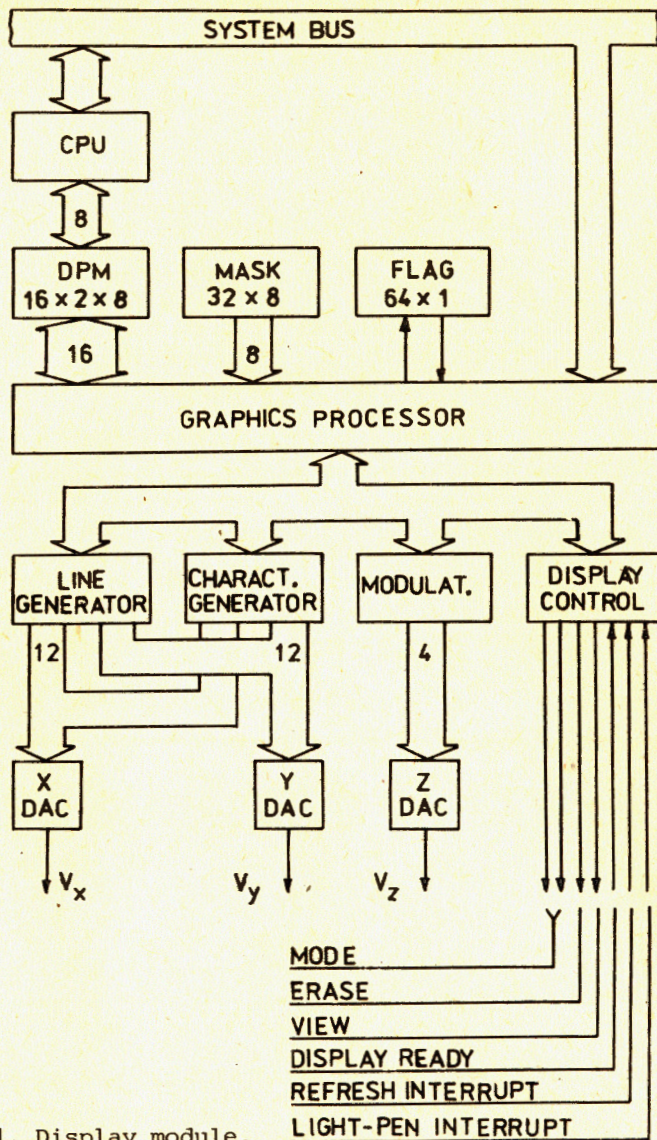 SYSTEM BUS
CPU
8
DPM
16 × 2 × 8
MASK
32 × 8
FLAG
64 × 1
16
8
GRAPHICS PROCESSOR
LINE
GENERATOR
CHARACT.
GENERATOR
MODULAT.
DISPLAY
CONTROL
12
12
4
X
DAC
Y
DAC
Z
DAC
Vx
Vy
Vz
MODE
ERASE
VIEW
DISPLAY READY
REFRESH INTERRUPT
LIGHT-PEN INTERRUPT
Display module.